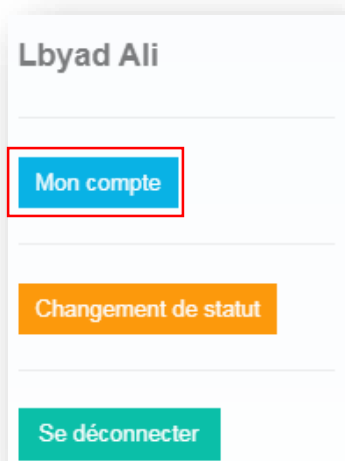 Lbyad Ali
Mon compte
Changement de statut
Se déconnecter